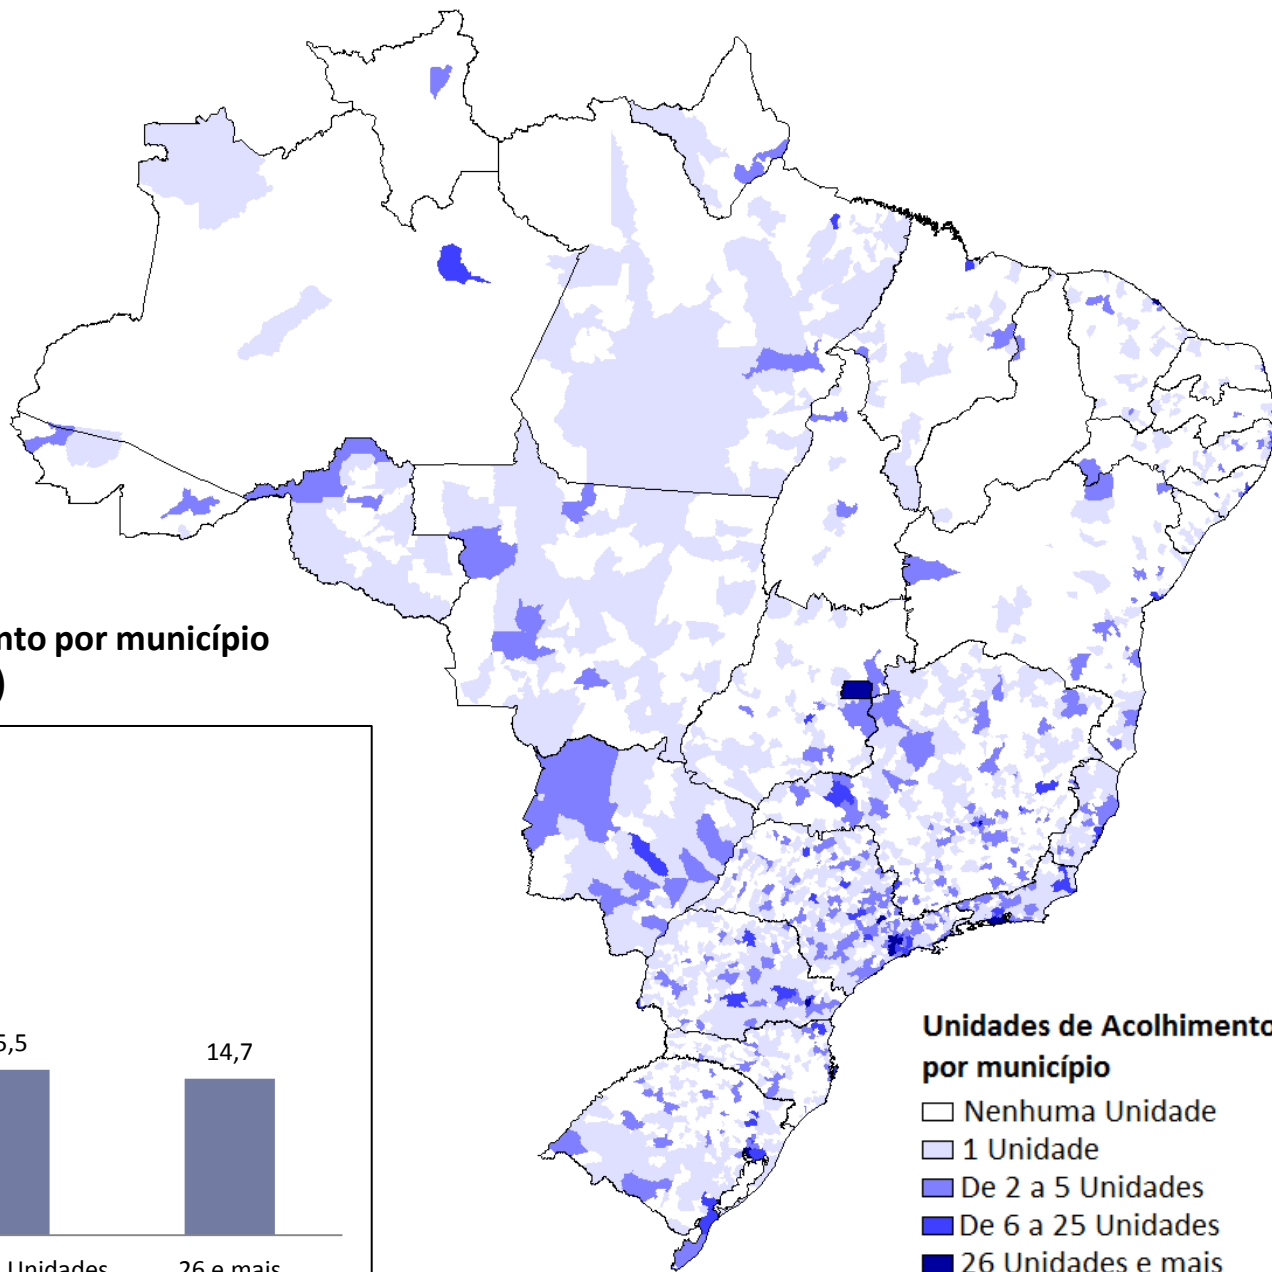 por município
)
5,5
14,7
Unidades
26 e mais
Unidades de Acolhimento
por município
Nenhuma Unidade
1 Unidade
De 2 a 5 Unidades
De 6 a 25 Unidades
26 Unidades e mais